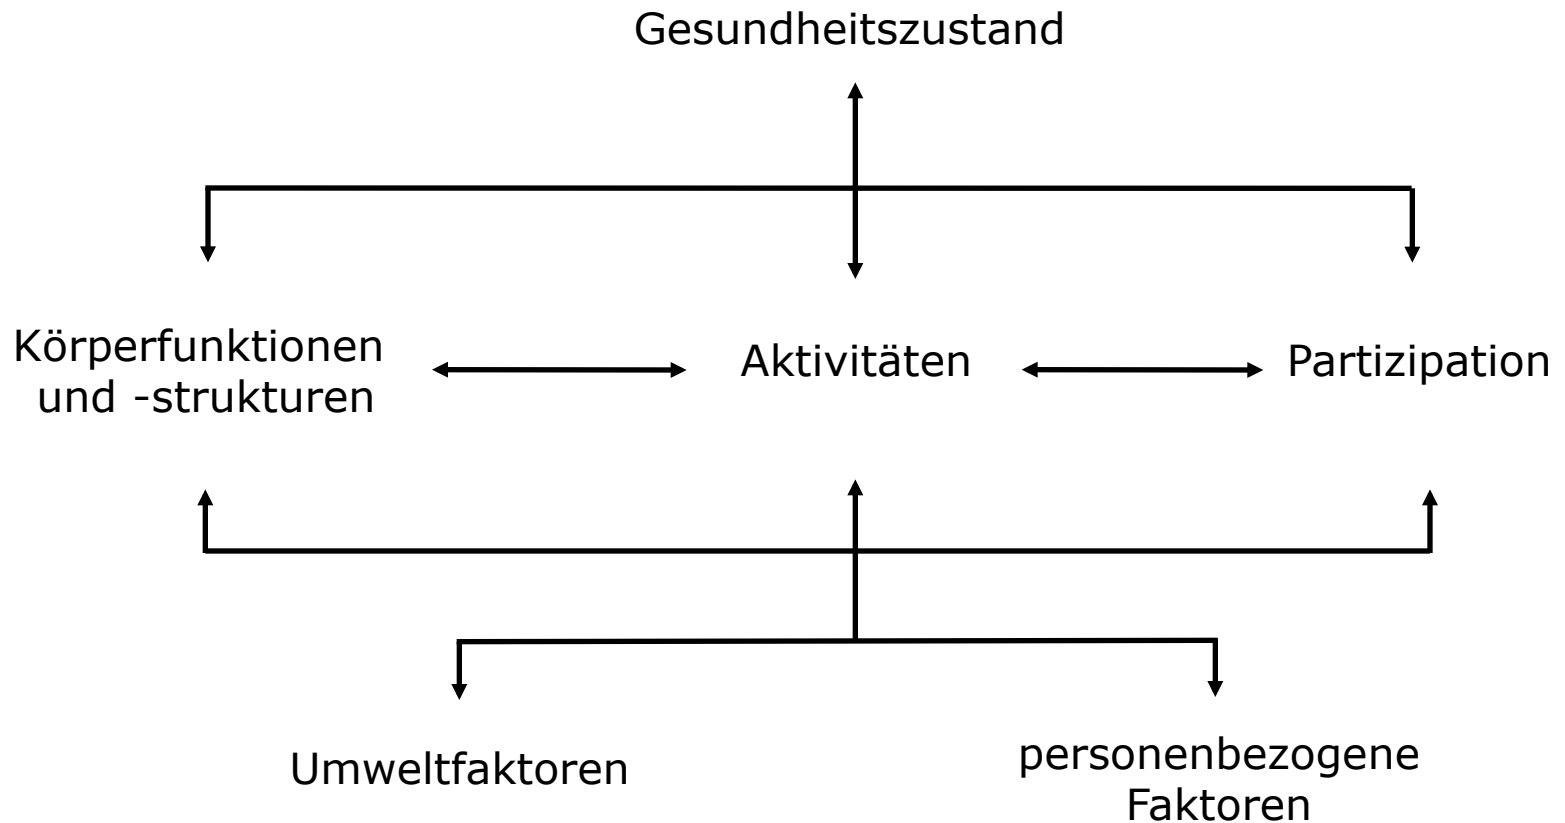 Gesundheitszustand
Körperfunktionen
und -strukturen
Aktivitäten
Partizipation
Umweltfaktoren
personenbezogene
Faktoren